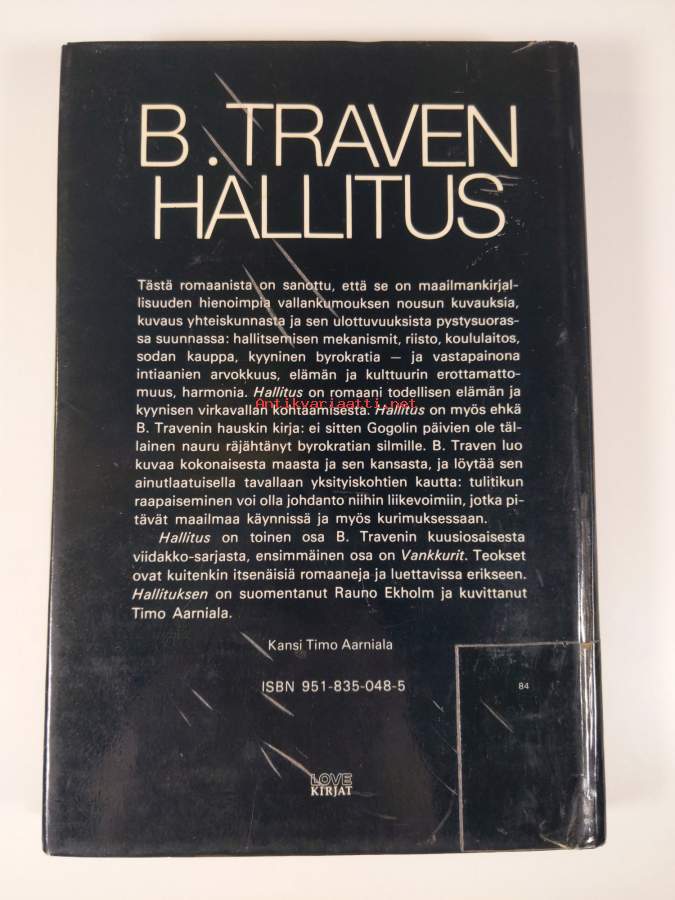 B. TRAVEN
HALLITUS
Tästä romaanista on sanottu, että se on maailmankirjal-
lisuuden hienoimpia vallankumouksen nousun kuvauksia,
kuvaus yhteiskunnasta ja sen ulottuvuuksista pystysuoras-
sa suunnassa: hallitsemisen mekanismit, riisto, koululaitos,
sodan kauppa, kyyninen byrokratia — ja vastapainona
intiaanien arvokkuus, elämän ja kulttuurin erottamatto-
muus, harmonia. Hallitus on romaani todellisen elämän ja
Antikvariaatti.net
kyynisen virkavallan kohtaamisesta. Hallitus on myös ehkä
B. Travenin hauskin kirja: ei sitten Gogolin päivien ole täl-
lainen nauru räjähtänyt byrokratian silmille. B. Traven luo
kuvaa kokonaisesta maasta ja sen kansasta, ja löytää sen
ainutlaatuisella tavallaan yksityiskohtien kautta: tulitikun
raapaiseminen voi olla johdanto niihin liikevoimiin, jotka pi-
tävät maailmaa käynnissä ja myös kurimuksessaan.
Hallitus on toinen osa B. Travenin kuusiosaisesta
viidakko-sarjasta, ensimmäinen osa on Vankkurit. Teokset
ovat kuitenkin itsenäisiä romaaneja ja luettavissa erikseen.
Hallituksen on suomentanut Rauno Ekholm ja kuvittanut
Timo Aarniala.
Kansi Timo Aarniala
ISBN 951-835-048-5
84
LOVE
KIRJAT